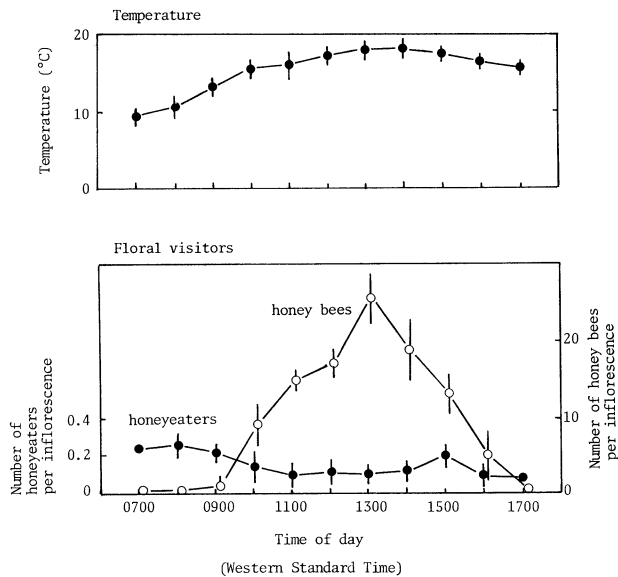 Temperature
Temperature (°C)
20
10
0
Floral visitors
honey bees
honeyeaters
Number of
honeyeaters
per inflorescence
0.4
0.2
0
Number of honey bees
per inflorescence
20
10
0
0700
0900
1100
1300
1500
1700
Time of day
(Western Standard Time)